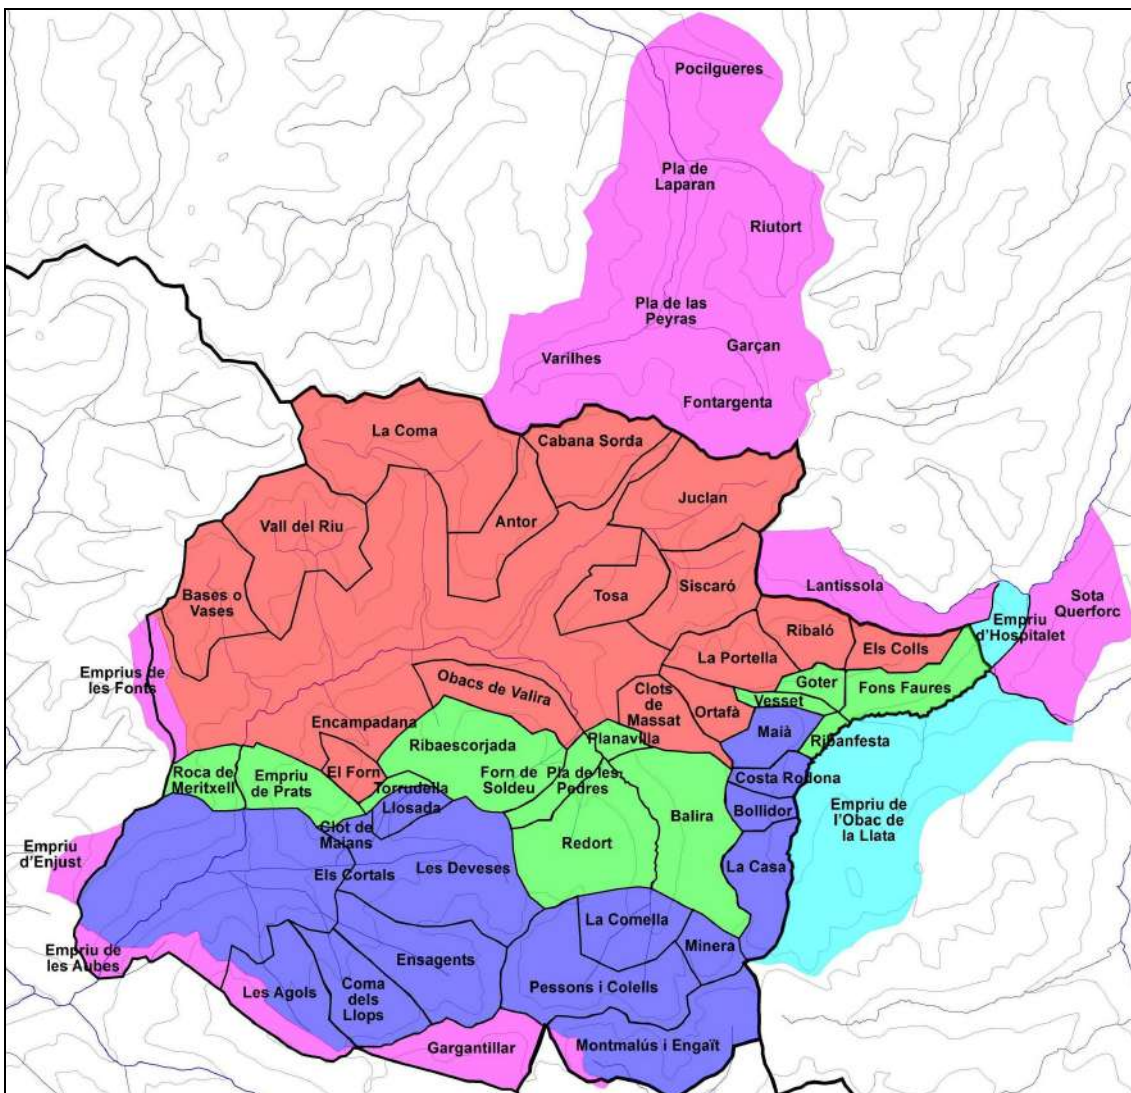 Pocilgueres
Pla de
Laparan
Riutort
Pla de las
Peyras
Garçan
Varilhes
Fontargenta
La Coma
Cabana Sorda
Juclan
Vall del Riu
Antor
Bases o
Vases
Tosa
Siscaró
Lantissola
Sota
Querforc
Empriu
d'Hospitalet
Ribaló
Els Colls
La Portella
Emprius de
les Fonts
Obacs de Valira
Goter
Fons Faures
Clots
de
Massat
Vesset
Ortafà
Encampadana
Maià
Planavilla
Ribanfesta
Ribaescorjada
Roca de
Meritxell
Empriu
de Prats
El Forn
Forn de
Soldeu
Pla de les
Pedres
Costa Rodona
Torrudella
Llosada
Bollidor
Balira
Empriu de
l'Obac de
la Llata
Clot de
Maians
Redort
Empriu
d'Enjust
Els Cortals
Les Deveses
La Casa
La Comella
Minera
Empriu de
les Aubes
Ensagents
Les Agols
Coma
dels
Llops
Pessons i Colells
Gargantillar
Montmalús i Engaït